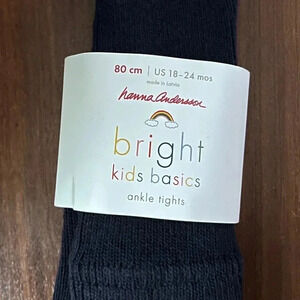 80 cm | US 18-24 mos
made in Latvia
hanna Andersson
bright
kids basics
ankle tights